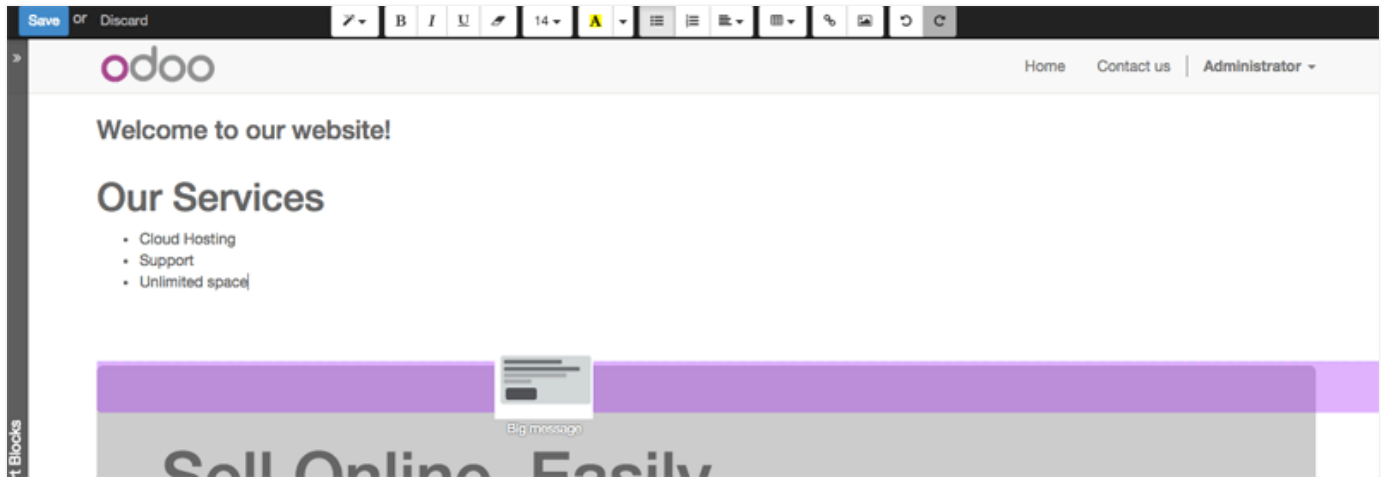 Save or Discard B I U 14 A
odoo Home Contact us Administrator
Welcome to our website!
Our Services
• Cloud Hosting
• Support
• Unlimited space
Big message
Blocks
Sell Online. Easily